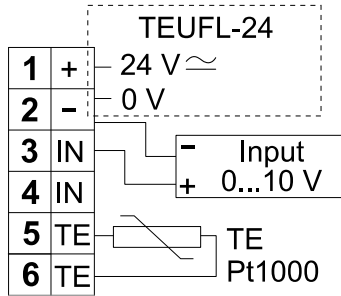 TEUFL-24
1 + 24 V ≂
2 - 0 V
3 IN - Input
+ 0...10 V
4 IN
5 TE TE
6 TE Pt1000